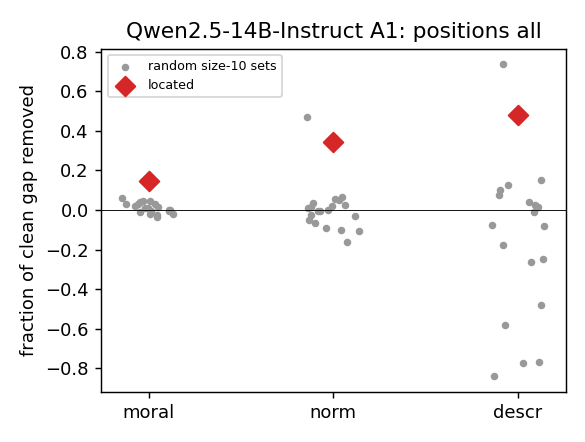 Qwen2.5-14B-Instruct A1: positions all
random size-10 sets
located
fraction of clean gap removed
0.8
0.6
0.4
0.2
0.0
−0.2
−0.4
−0.6
−0.8
moral norm descr